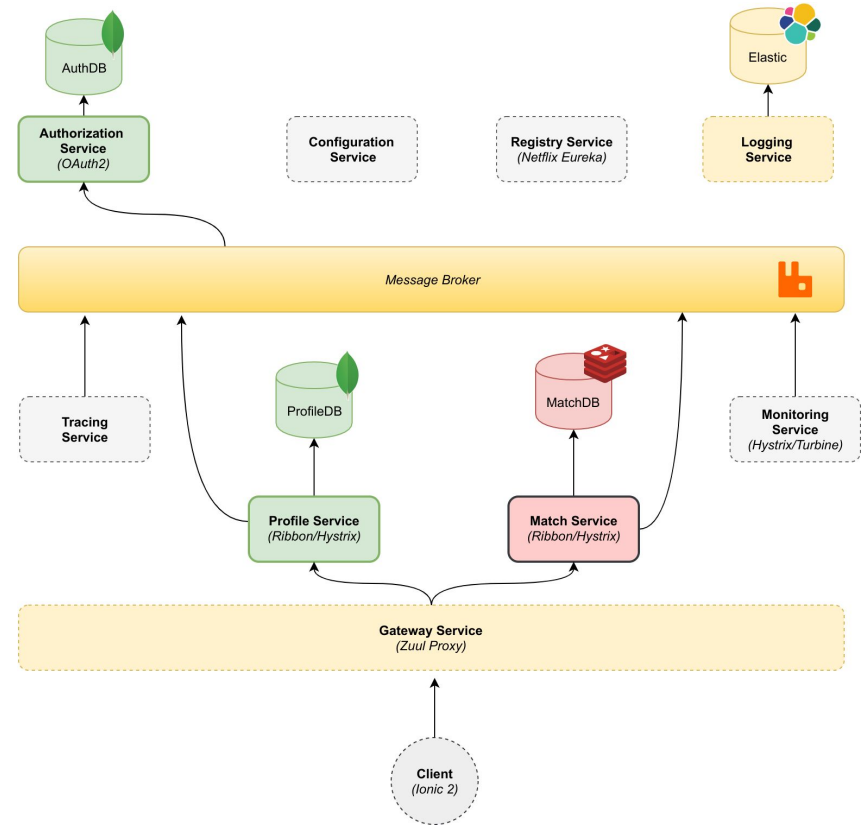 AuthDB
Elastic
Authorization
Service
(OAuth2)
Configuration
Service
Registry Service
(Netflix Eureka)
Logging
Service
Message Broker
ProfileDB
MatchDB
Tracing
Service
Monitoring
Service
(Hystrix/Turbine)
Profile Service
(Ribbon/Hystrix)
Match Service
(Ribbon/Hystrix)
Gateway Service
(Zuul Proxy)
Client
(Ionic 2)